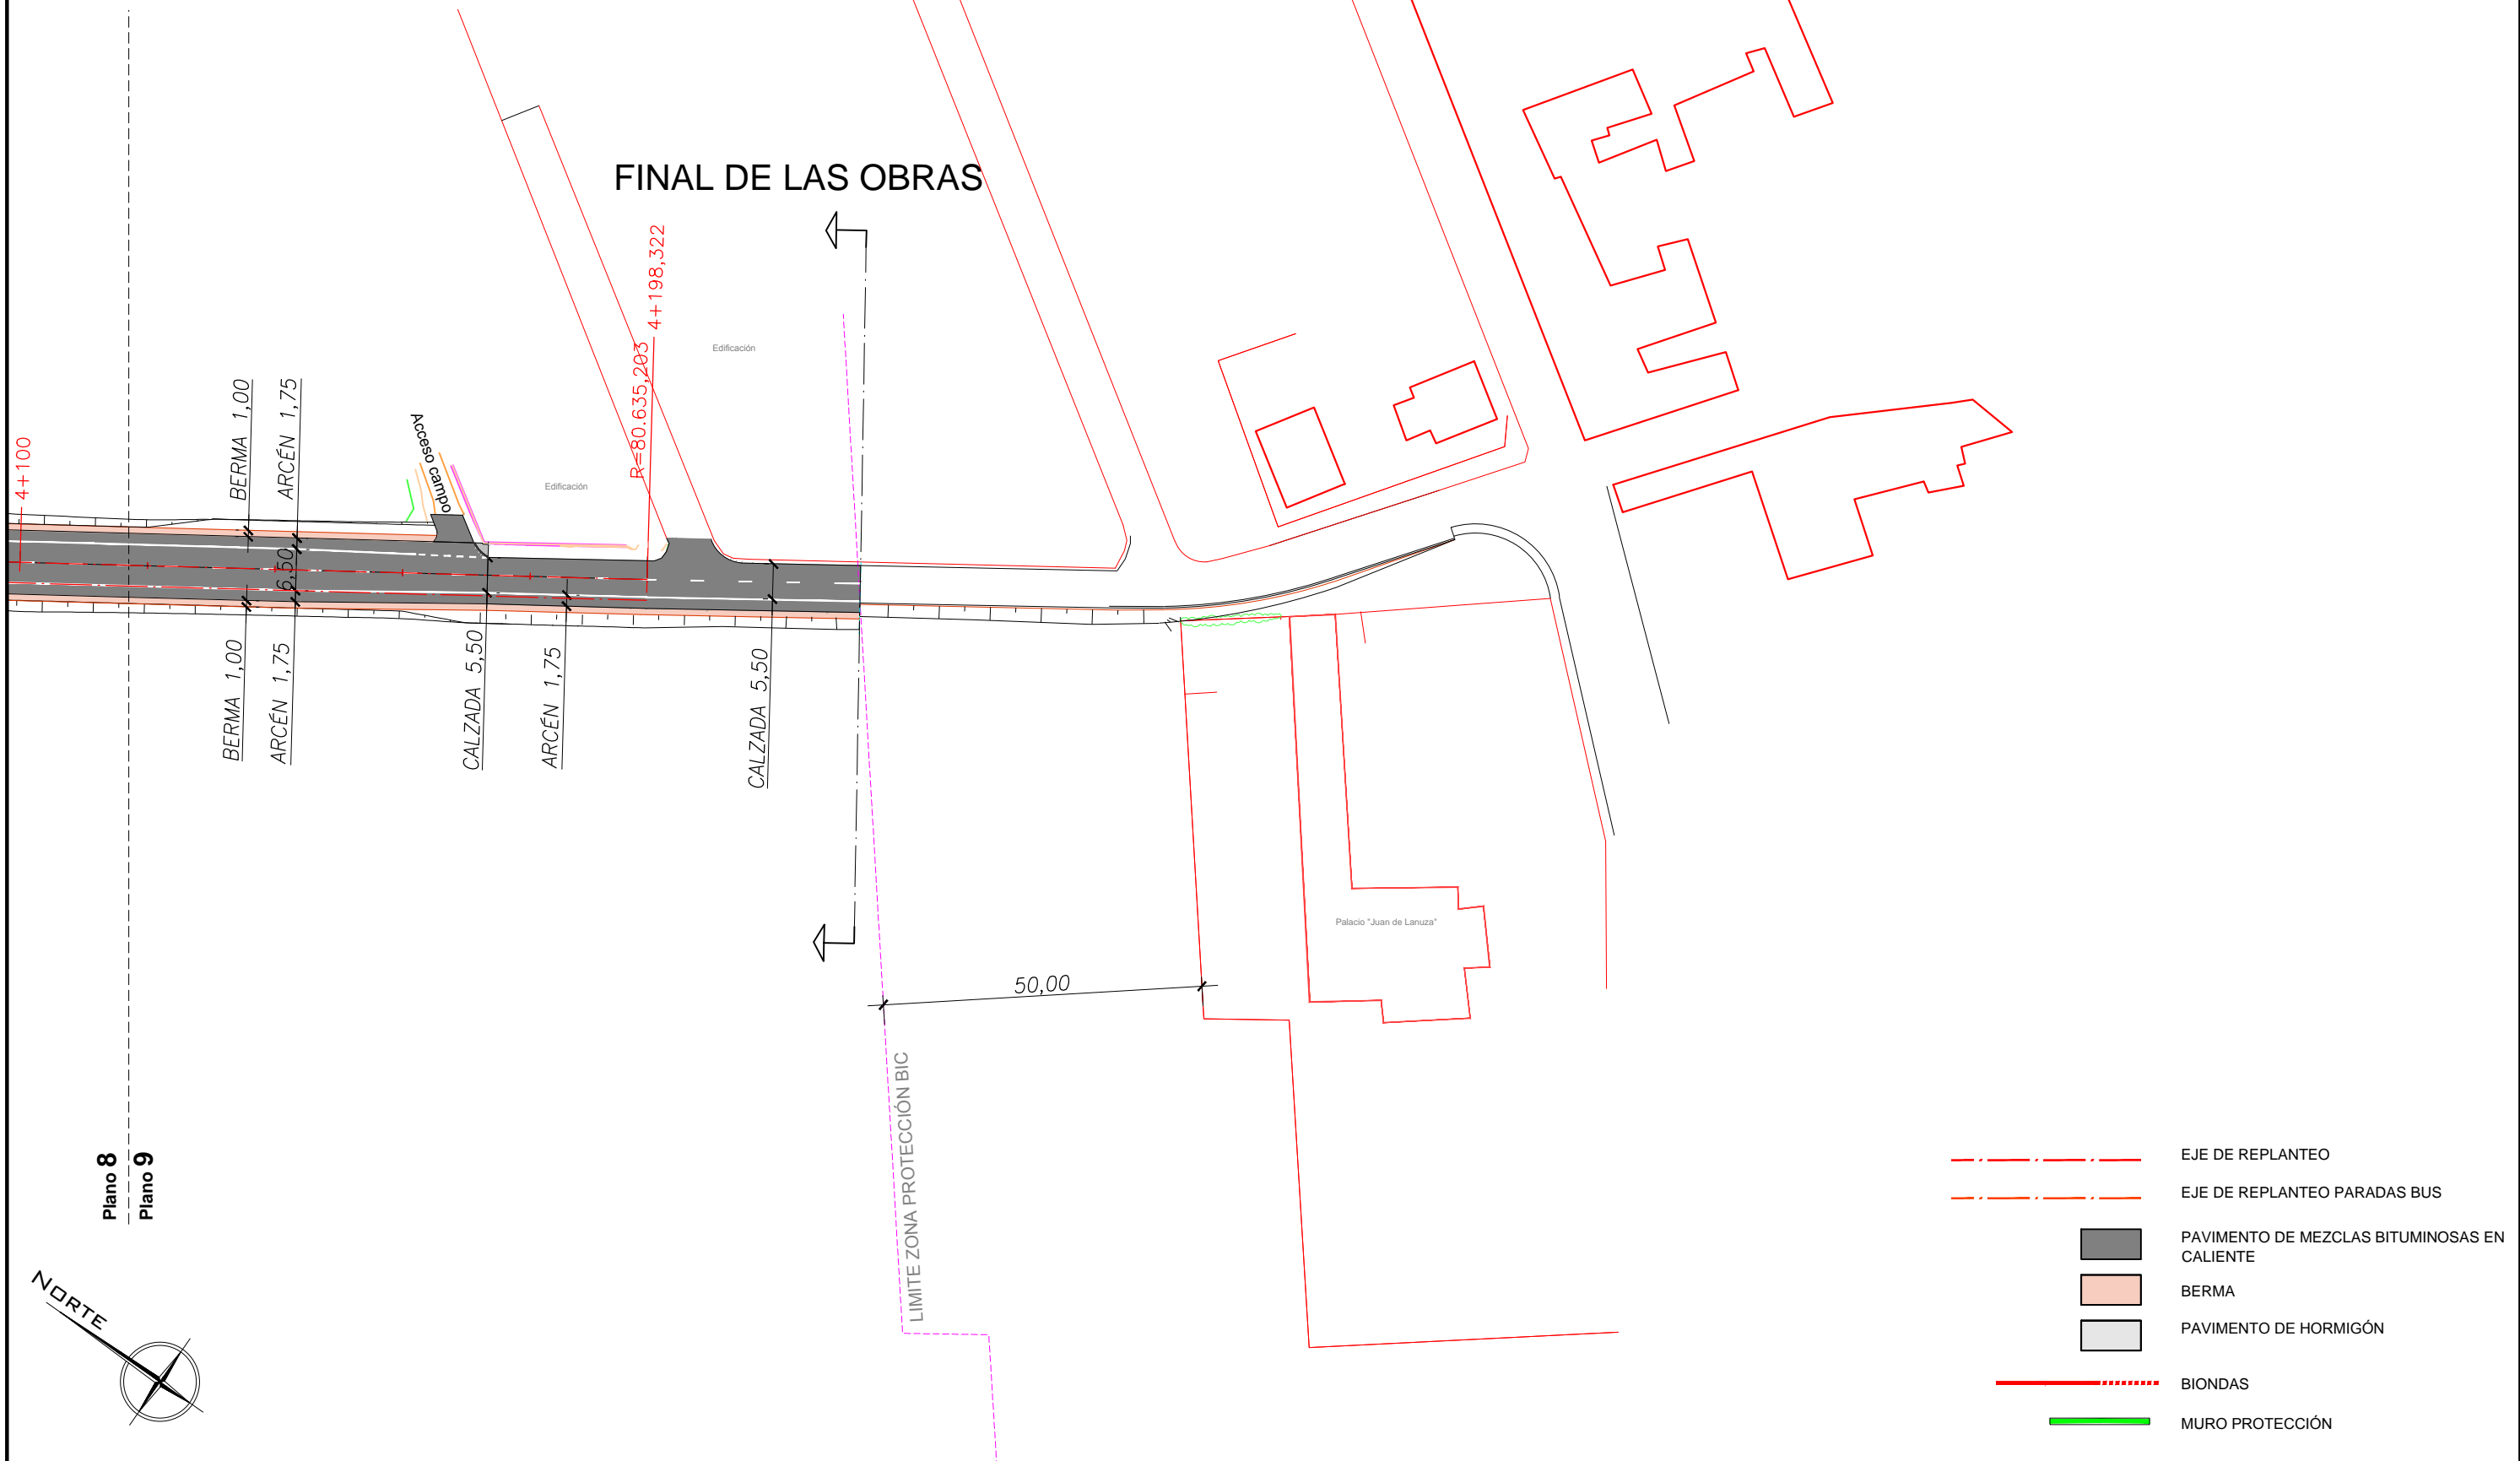 FINAL DE LAS OBRAS
4+198,322
R=80.635,203
Edificación
Edificación
4+100
BERMA 1,00
ARCÉN 1,75
Acceso campo
6,50
BERMA 1,00
ARCÉN 1,75
CALZADA 5,50
ARCÉN 1,75
CALZADA 5,50
Palacio "Juan de Lanuza"
50,00
LIMITE ZONA PROTECCIÓN BIC
Plano 8
Plano 9
NORTE
EJE DE REPLANTEO
EJE DE REPLANTEO PARADAS BUS
PAVIMENTO DE MEZCLAS BITUMINOSAS EN
CALIENTE
BERMA
PAVIMENTO DE HORMIGÓN
BIONDAS
MURO PROTECCIÓN